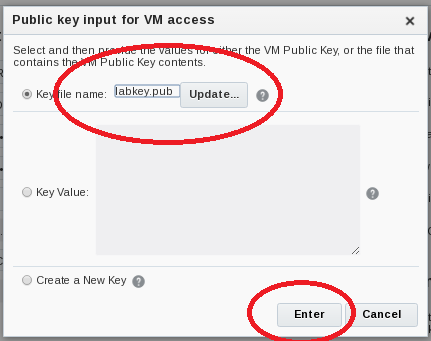 Public key input for VM access
Select and then provide the values for either the VM Public Key, or the file that
contains the VM Public Key contents.
Key file name: labkey.pub Update... ?
Key Value: ?
Create a New Key ?
Enter Cancel